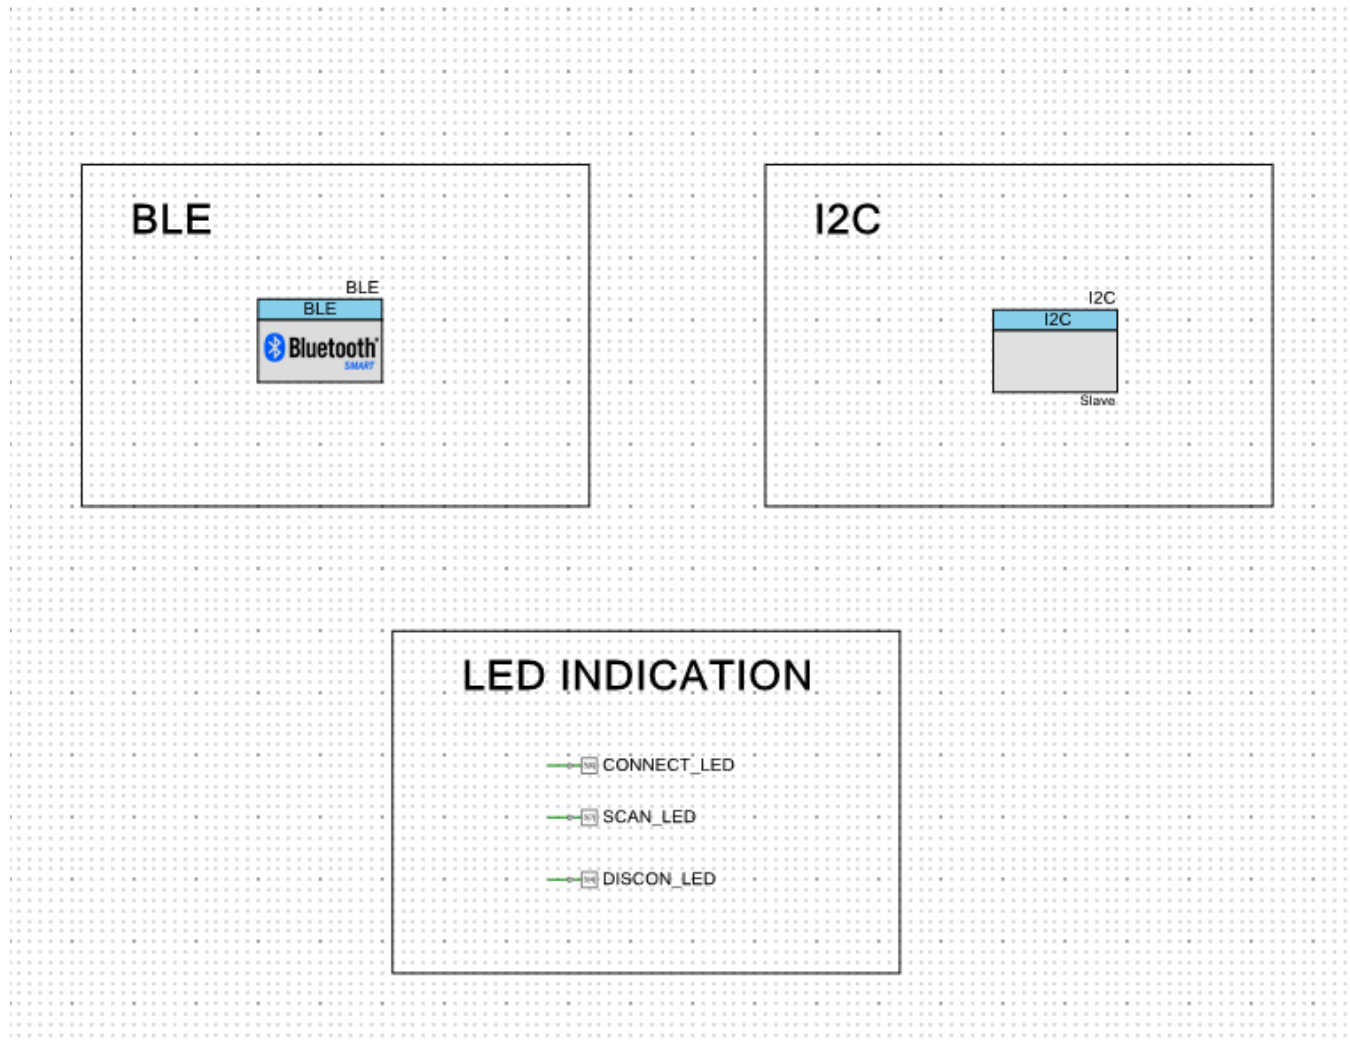 BLE
BLE
BLE
Bluetooth
SMART
I2C
I2C
I2C
Slave
LED INDICATION
CONNECT_LED
SCAN_LED
DISCON_LED